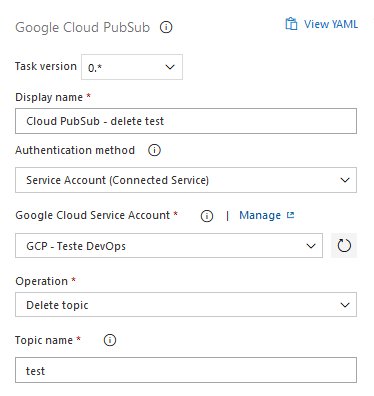 Google Cloud PubSub View YAML
Task version 0.*
Display name *
Cloud PubSub - delete test
Authentication method
Service Account (Connected Service)
Google Cloud Service Account * | Manage
GCP - Teste DevOps
Operation *
Delete topic
Topic name *
test